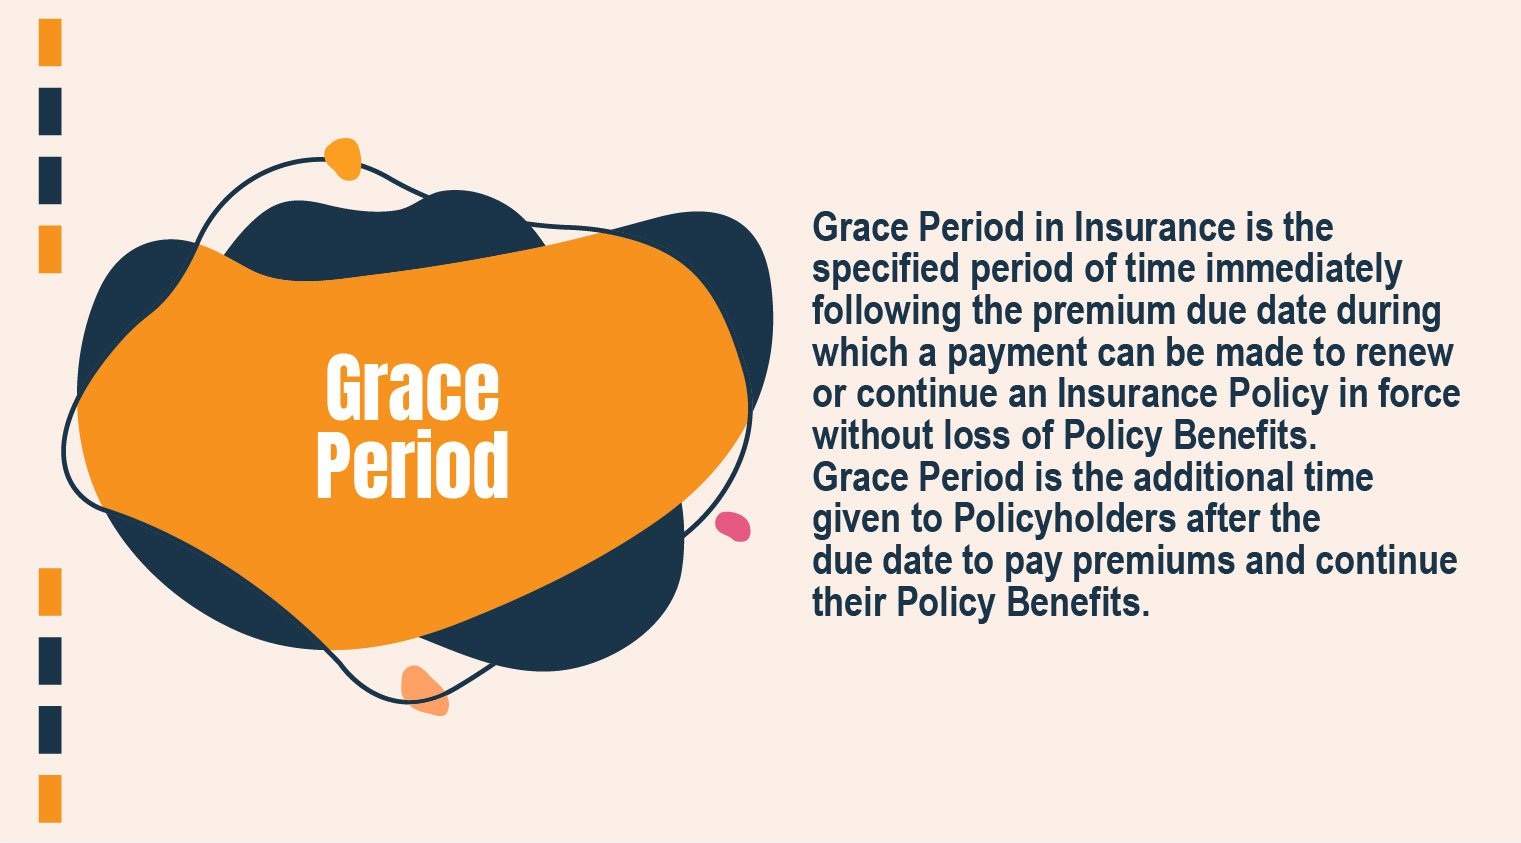 Grace
Period
Grace Period in Insurance is the
specified period of time immediately
following the premium due date during
which a payment can be made to renew
or continue an Insurance Policy in force
without loss of Policy Benefits.
Grace Period is the additional time
given to Policyholders after the
due date to pay premiums and continue
their Policy Benefits.